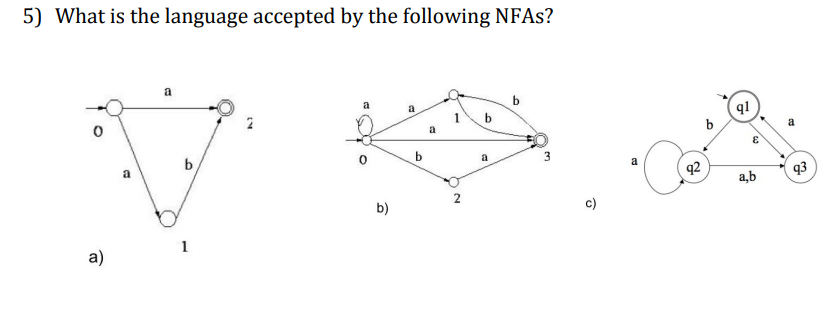 5) What is the language accepted by the following NFAs?
a
0
a
b
1
2
a)
a
0
a
a
b
1
b
b
a
2
3
b)
q1
b
ε
a
a
q2
a,b
q3
c)